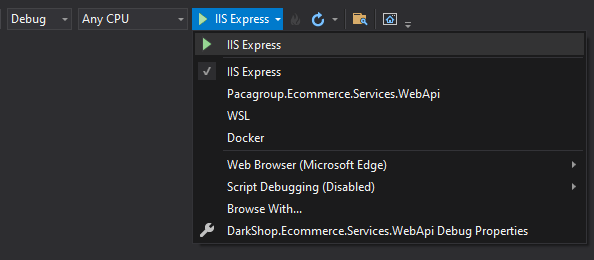 Debug Any CPU IIS Express
IIS Express
IIS Express
Pacagroup.Ecommerce.Services.WebApi
WSL
Docker
Web Browser (Microsoft Edge)
Script Debugging (Disabled)
Browse With...
DarkShop.Ecommerce.Services.WebApi Debug Properties